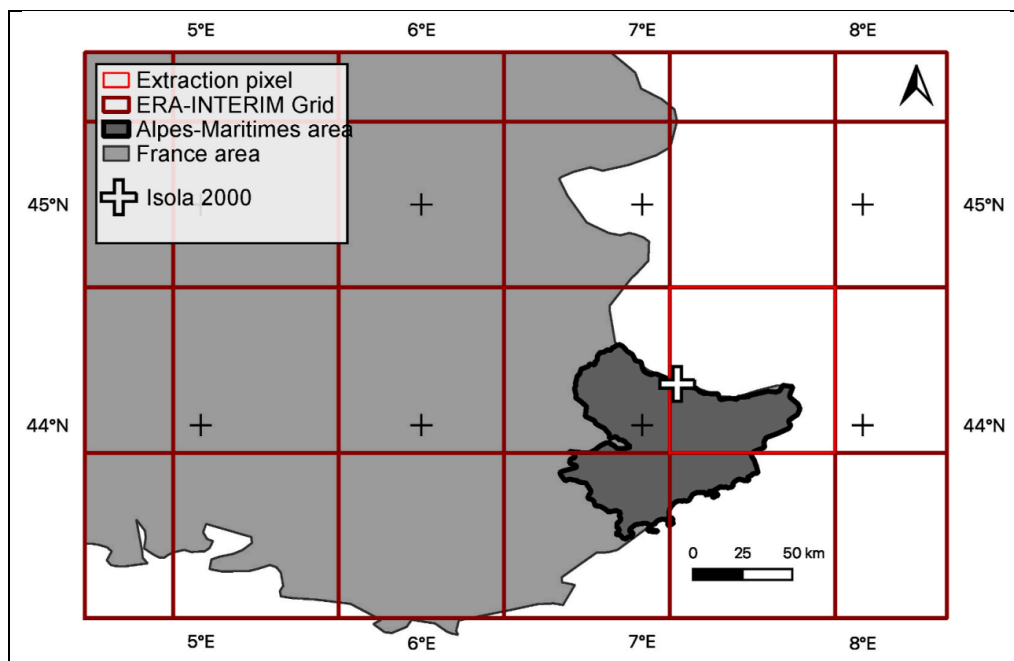 5°E 6°E 7°E 8°E
Extraction pixel
ERA-INTERIM Grid
Alpes-Maritimes area
France area
Isola 2000
45°N 45°N
44°N 44°N
0 25 50 km
5°E 6°E 7°E 8°E